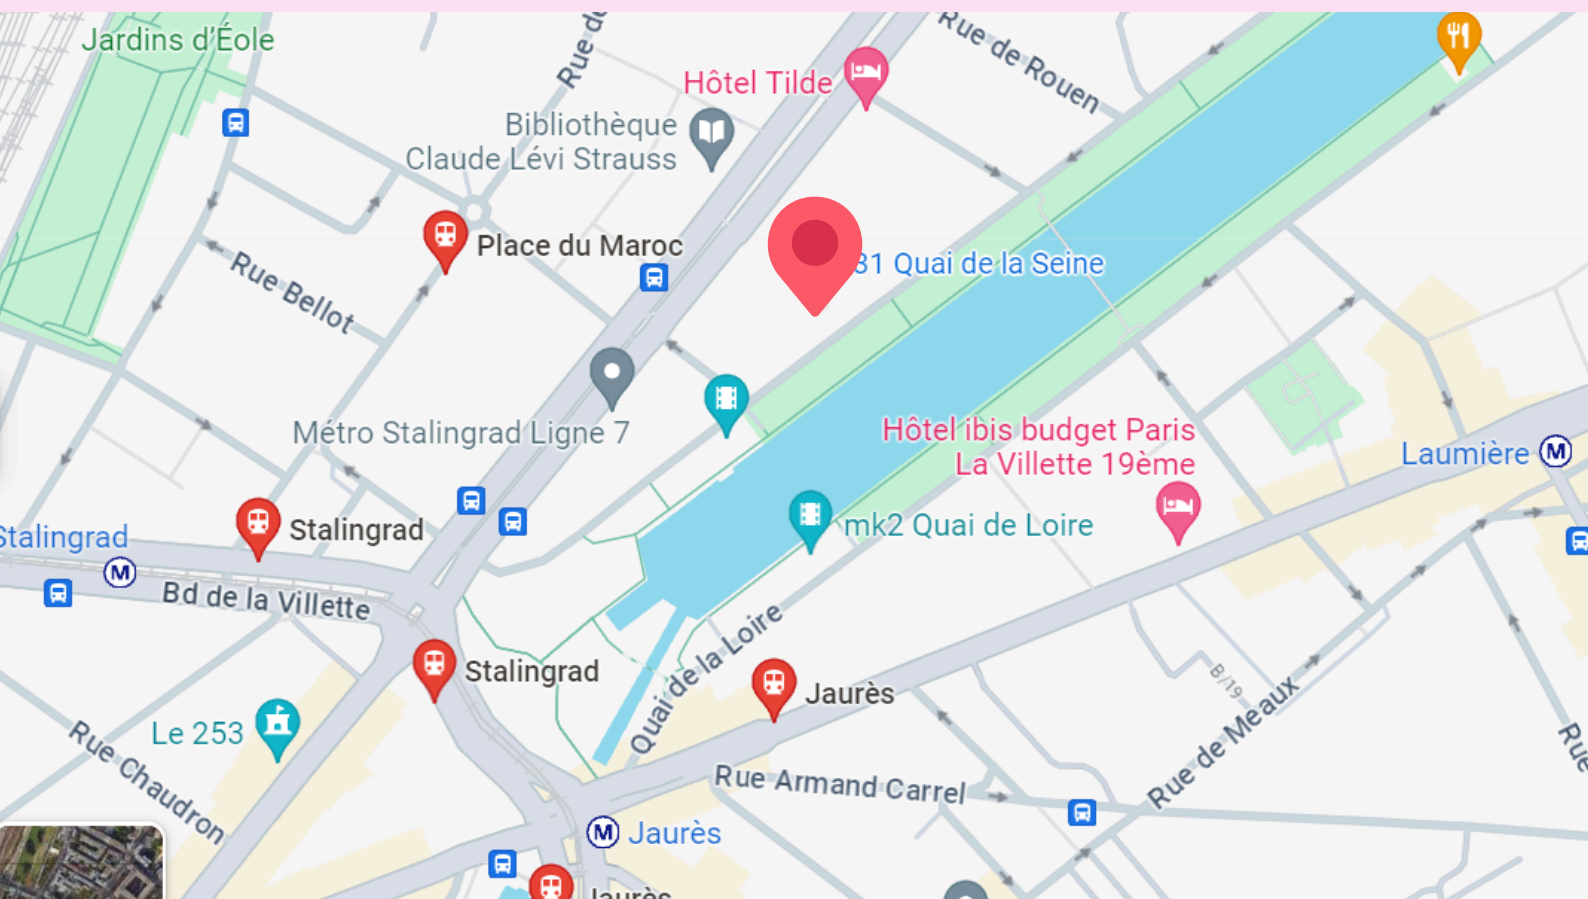 Jardins d'Éole
Rue de
Rue de Rouen
Hôtel Tilde
Bibliothèque
Claude Lévi Strauss
Place du Maroc
31 Quai de la Seine
Rue Bellot
Métro Stalingrad Ligne 7
Hôtel ibis budget Paris
La Villette 19ème
Laumière
M
Stalingrad
Stalingrad
M
mk2 Quai de Loire
Bd de la Villette
Quai de la Loire
Stalingrad
Jaurès
B/19
Le 253
Rue Chaudron
Rue Armand Carrel
Rue de Meaux
Rue
M
Jaurès
Jaurès